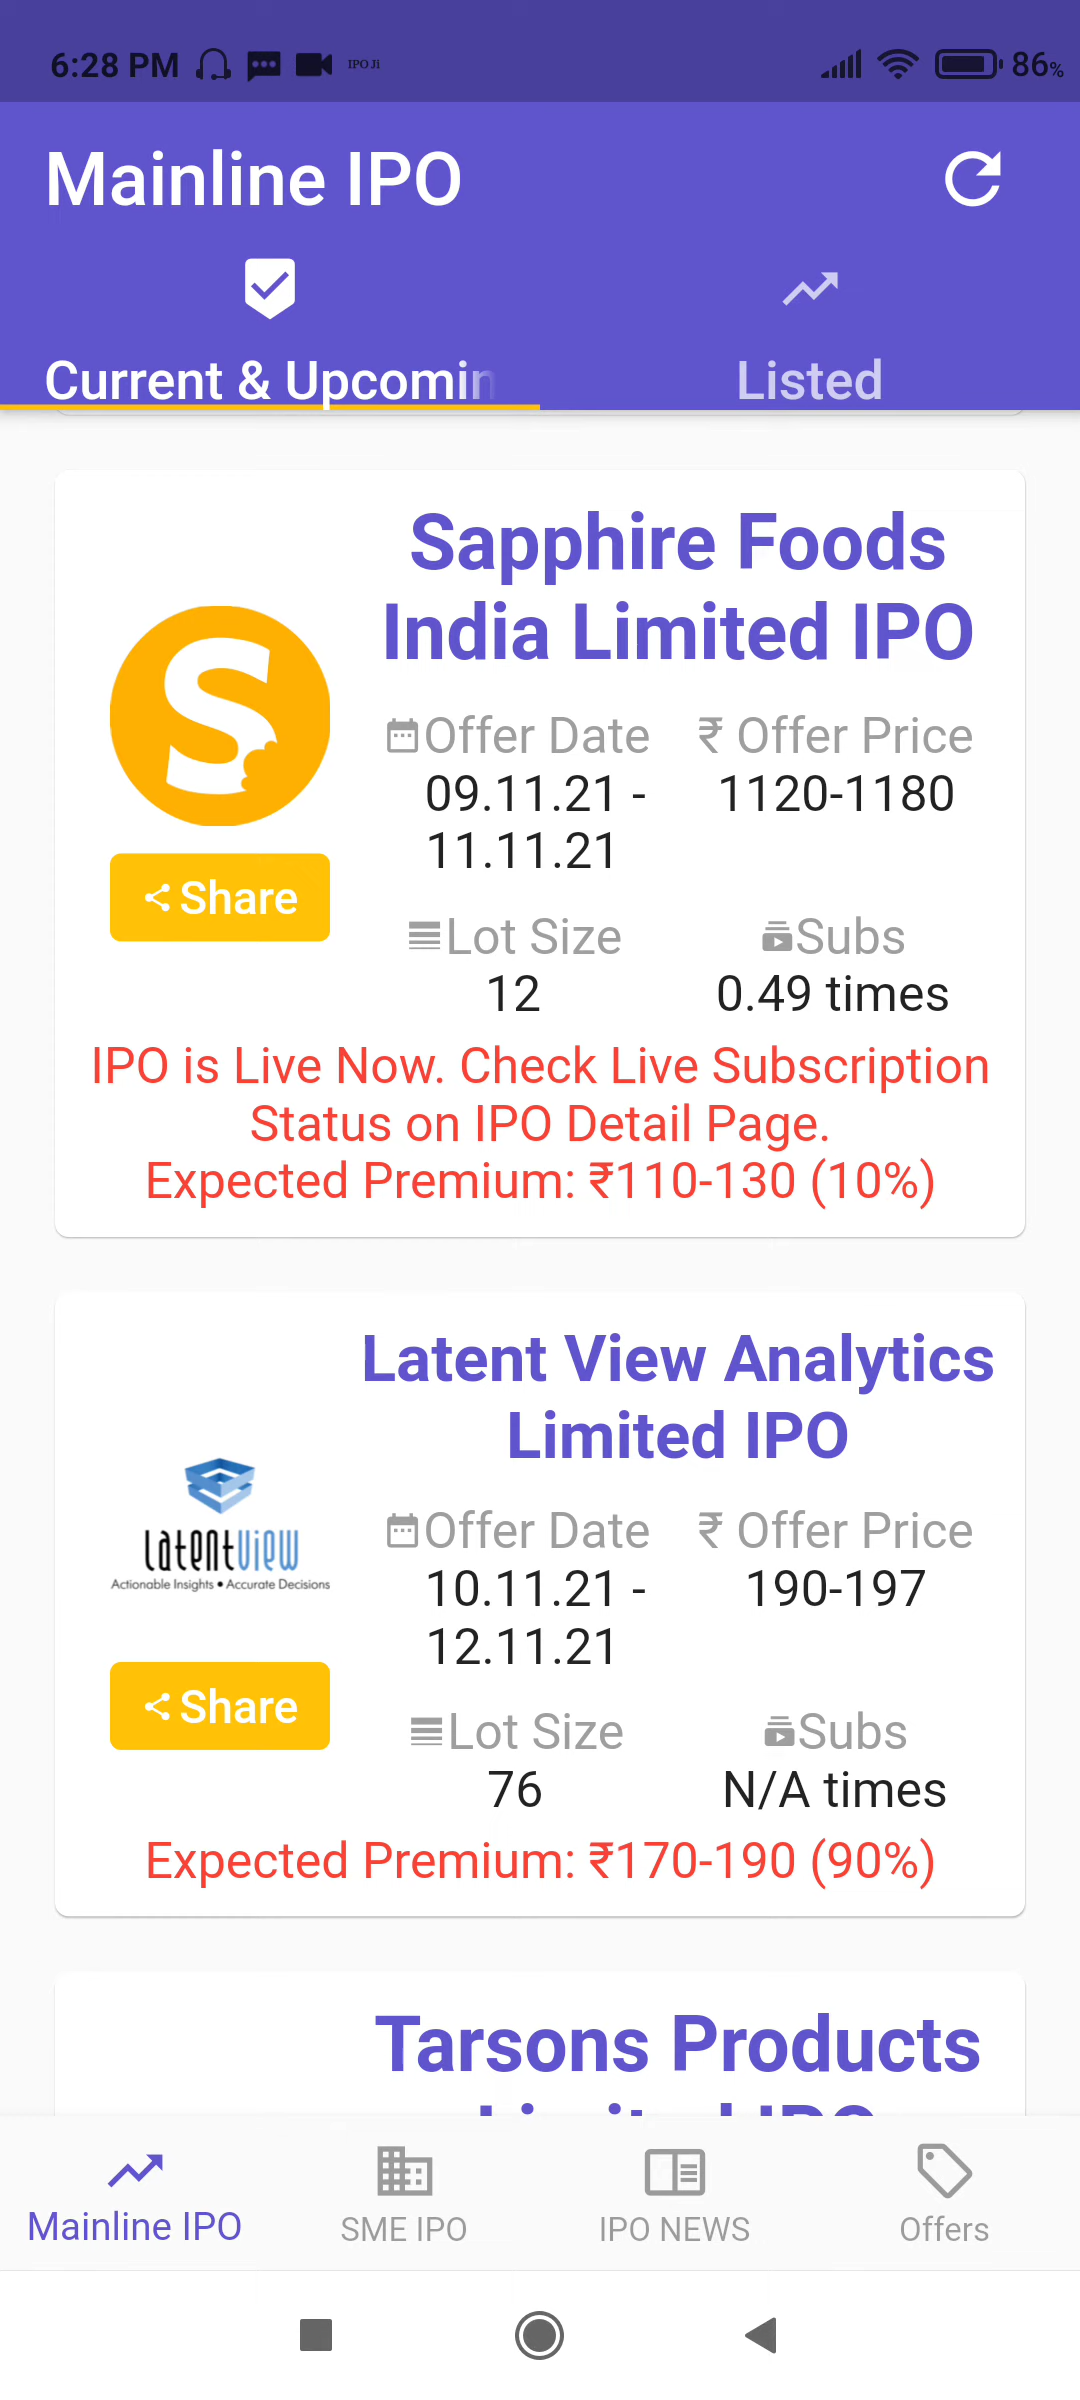 6:28 PM IPO Ji 86%
Mainline IPO
Current & Upcomin
Listed
Sapphire Foods
India Limited IPO
Offer Date
09.11.21 -
11.11.21
₹ Offer Price
1120-1180
Share
Lot Size
12
Subs
0.49 times
IPO is Live Now. Check Live Subscription
Status on IPO Detail Page.
Expected Premium: ₹110-130 (10%)
Latent View Analytics
Limited IPO
LatentView
Actionable Insights • Accurate Decisions
Offer Date
10.11.21 -
12.11.21
₹ Offer Price
190-197
Share
Lot Size
76
Subs
N/A times
Expected Premium: ₹170-190 (90%)
Tarsons Products
Limited IPO
Mainline IPO
SME IPO
IPO NEWS
Offers